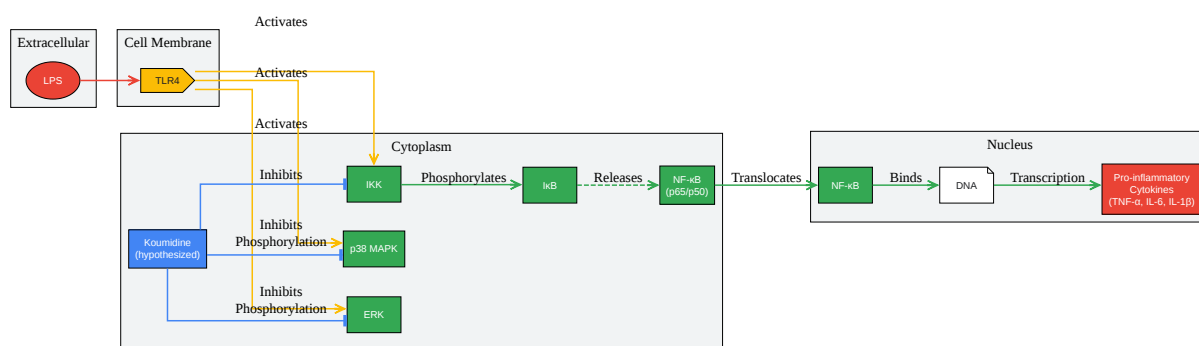 Activates
Extracellular
Cell Membrane
LPS
TLR4
Activates
Activates
Cytoplasm
Nucleus
Inhibits
IKK
Phosphorylates
IκB
Releases
NF-κB
(p65/p50)
Translocates
NF-κB
Binds
DNA
Transcription
Pro-inflammatory
Cytokines
(TNF-α, IL-6, IL-1β)
Koumidine
(hypothesized)
Inhibits
Phosphorylation
p38 MAPK
Inhibits
Phosphorylation
ERK